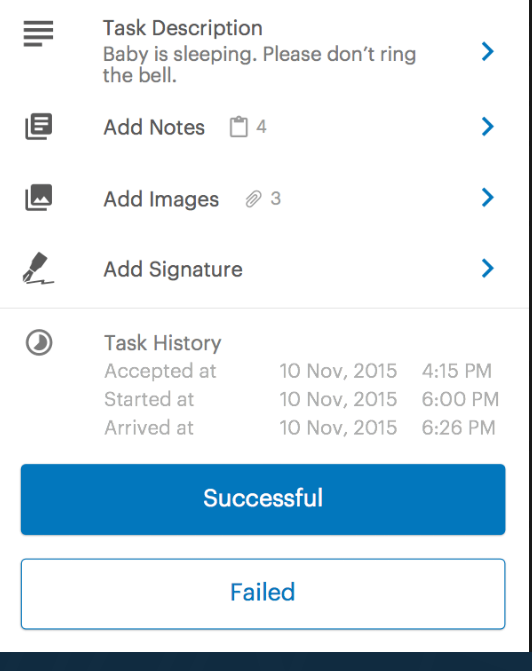 Task Description
Baby is sleeping. Please don’t ring
the bell.
Add Notes 4
Add Images 3
Add Signature
Task History
Accepted at 10 Nov, 2015 4:15 PM
Started at 10 Nov, 2015 6:00 PM
Arrived at 10 Nov, 2015 6:26 PM
Successful
Failed